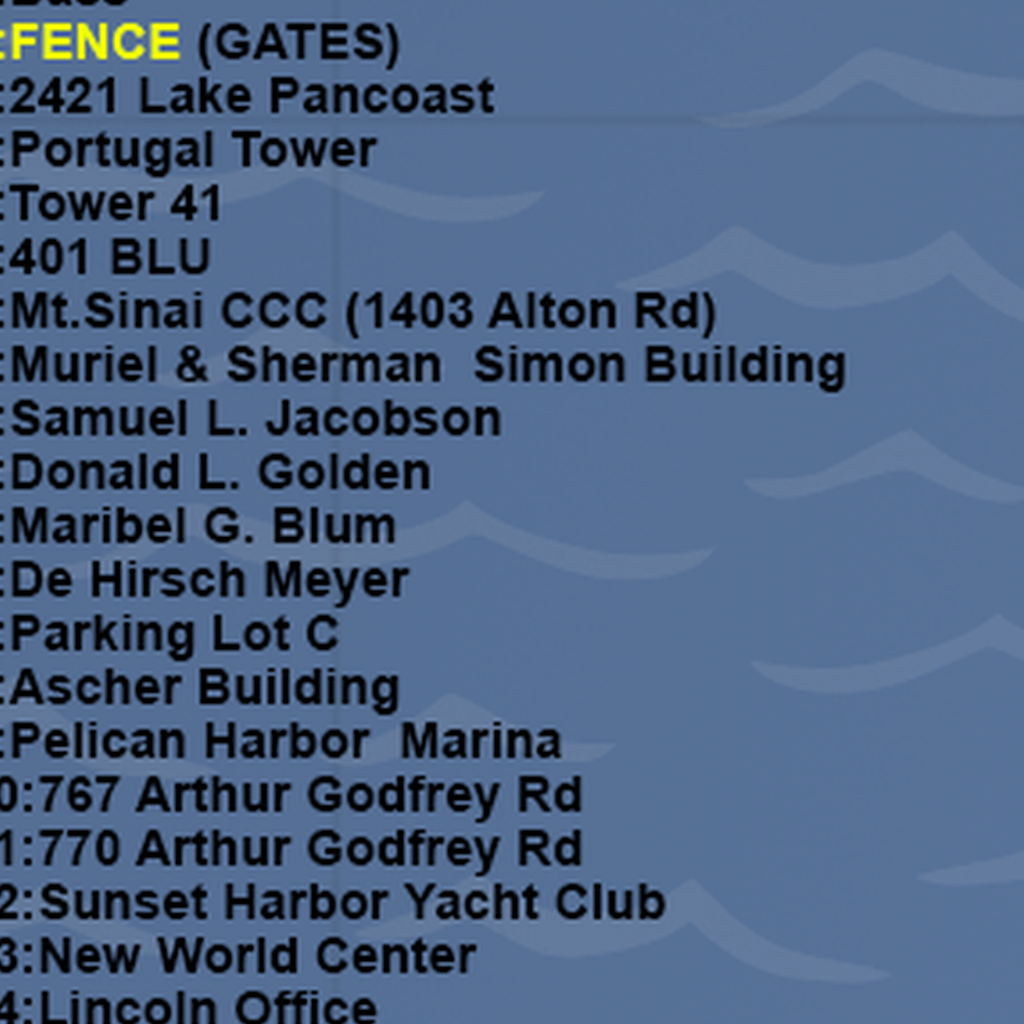 :FENCE (GATES)
:2421 Lake Pancoast
:Portugal Tower
:Tower 41
:401 BLU
:Mt.Sinai CCC (1403 Alton Rd)
:Muriel & Sherman  Simon Building
:Samuel L. Jacobson
:Donald L. Golden
:Maribel G. Blum
:De Hirsch Meyer
:Parking Lot C
:Ascher Building
:Pelican Harbor  Marina
0:767 Arthur Godfrey Rd
1:770 Arthur Godfrey Rd
2:Sunset Harbor Yacht Club
3:New World Center
4:Lincoln Office